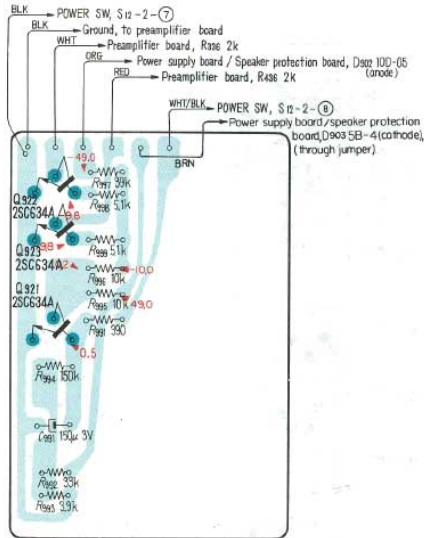 BLK POWER SW, S12-2-⑦
BLK Ground, to preamplifier board
WHT Preamplifier board, R336 2k
ORG Power supply board / Speaker protection board, D902 10D-05
(anode)
RED Preamplifier board, R436 2k
WHT/BLK POWER SW, S12-2-⑧
Power supply board/speaker protection
board, D903 5B-4 (cathode),
(through jumper)
BRN
49.0
R997 39k
R998 5.1k
Q922
2SC634A
9.8
Q923
2SC634A
R999 51k
10.0
R996 10k
49.0
R995 10k
Q921
2SC634A
R991 390
0.5
R994 150k
C991 150μ 3V
R992 33k
R993 3.9k